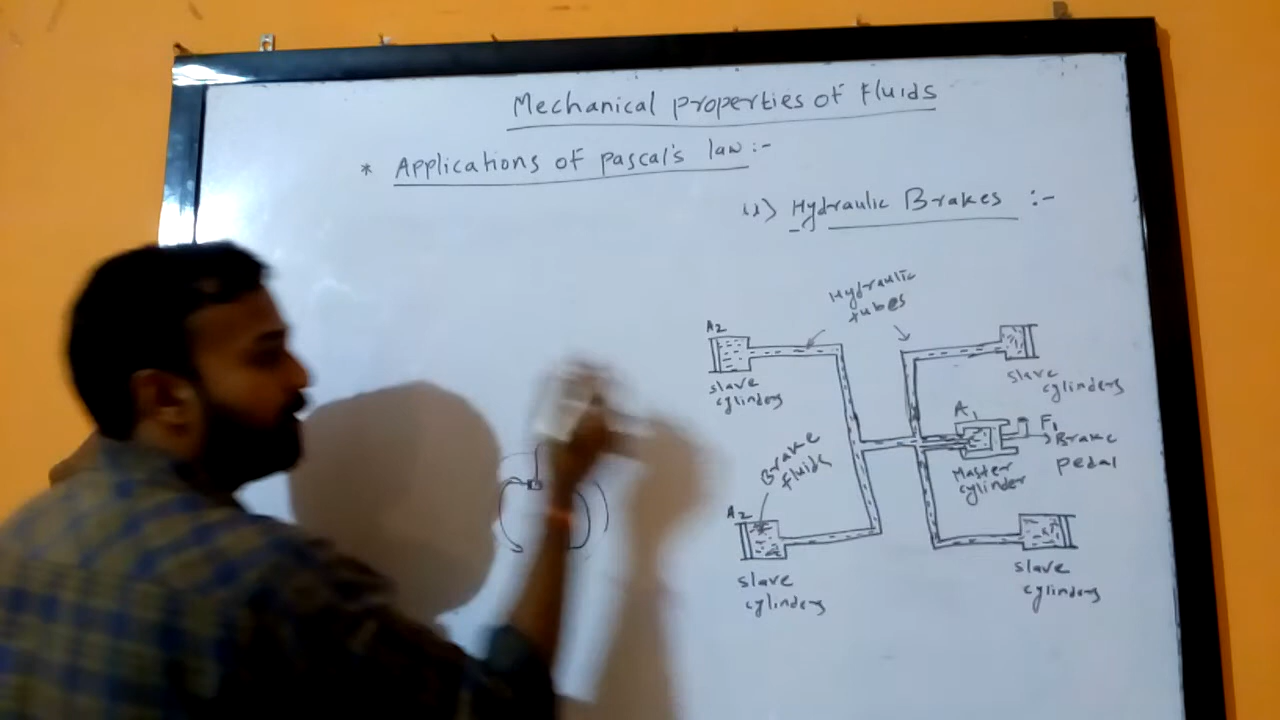 Mechanical properties of Fluids
* Applications of pascal's law :-
Hydraulic Brakes :-
Hydraulic
tubes
A2
slave
cylinders
slave
cylinders
A1
F1
Brake
pedal
Master
cylinder
Brake
fluids
A2
slave
cylinders
slave
cylinders